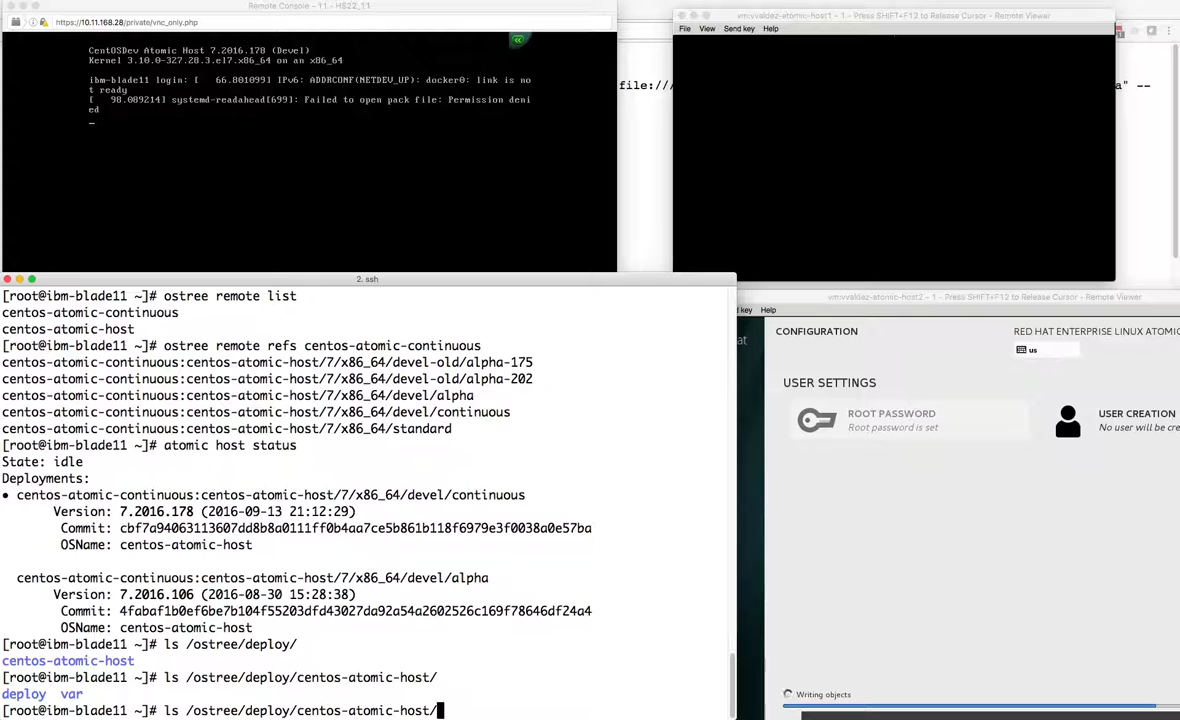 Remote Console - 11 - HS22_11
https://10.11.168.28/private/vnc_only.php
CentOSDev Atomic Host 7.2016.178 (Devel)
Kernel 3.10.0-327.28.3.el7.x86_64 on an x86_64
ibm-blade11 login: [   66.801099] IPv6: ADDRCONF(NETDEV_UP): docker0: link is no
t ready
[   98.089214] systemd-readahead[699]: Failed to open pack file: Permission deni
ed
vm:vvaldez-atomic-host1 - 1 - Press SHIFT+F12 to Release Cursor - Remote Viewer
File View Send key Help
file:///
a" --
2. ssh
[root@ibm-blade11 ~]# ostree remote list
centos-atomic-continuous
centos-atomic-host
[root@ibm-blade11 ~]# ostree remote refs centos-atomic-continuous
centos-atomic-continuous:centos-atomic-host/7/x86_64/devel-old/alpha-175
centos-atomic-continuous:centos-atomic-host/7/x86_64/devel-old/alpha-202
centos-atomic-continuous:centos-atomic-host/7/x86_64/devel/alpha
centos-atomic-continuous:centos-atomic-host/7/x86_64/devel/continuous
centos-atomic-continuous:centos-atomic-host/7/x86_64/standard
[root@ibm-blade11 ~]# atomic host status
State: idle
Deployments:
● centos-atomic-continuous:centos-atomic-host/7/x86_64/devel/continuous
Version: 7.2016.178 (2016-09-13 21:12:29)
Commit: cbf7a94063113607dd8b8a0111ff0b4aa7ce5b861b118f6979e3f0038a0e57ba
OSName: centos-atomic-host
centos-atomic-continuous:centos-atomic-host/7/x86_64/devel/alpha
Version: 7.2016.106 (2016-08-30 15:28:38)
Commit: 4fabaf1b0ef6be7b104f55203dfd43027da92a54a2602526c169f78646df24a4
OSName: centos-atomic-host
[root@ibm-blade11 ~]# ls /ostree/deploy/
centos-atomic-host
[root@ibm-blade11 ~]# ls /ostree/deploy/centos-atomic-host/
deploy var
[root@ibm-blade11 ~]# ls /ostree/deploy/centos-atomic-host/
vm:vvaldez-atomic-host2 - 1 - Press SHIFT+F12 to Release Cursor - Remote Viewer
d key Help
at
CONFIGURATION
RED HAT ENTERPRISE LINUX ATOMIC
us
USER SETTINGS
ROOT PASSWORD
Root password is set
USER CREATION
No user will be cre
Writing objects